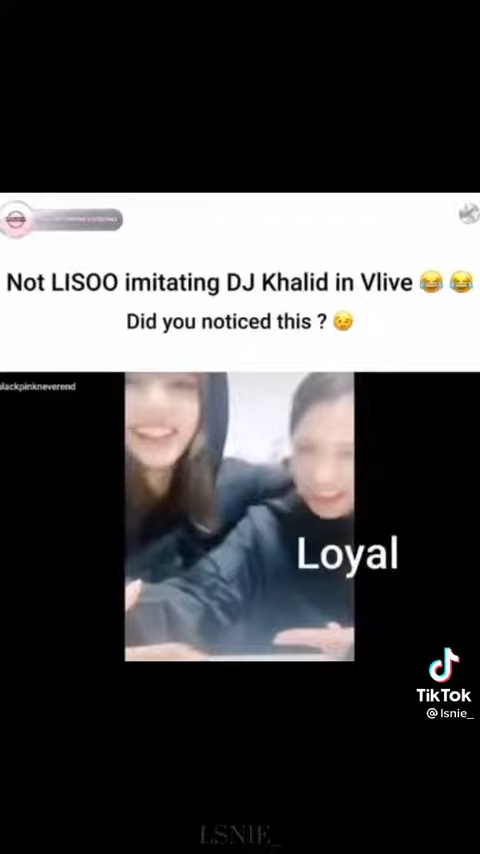 Not LISOO imitating DJ Khalid in Vlive 😂 😂
Did you noticed this ? 😉
blackpinkneverend
Loyal
TikTok
@lsnie_
LSNIE_